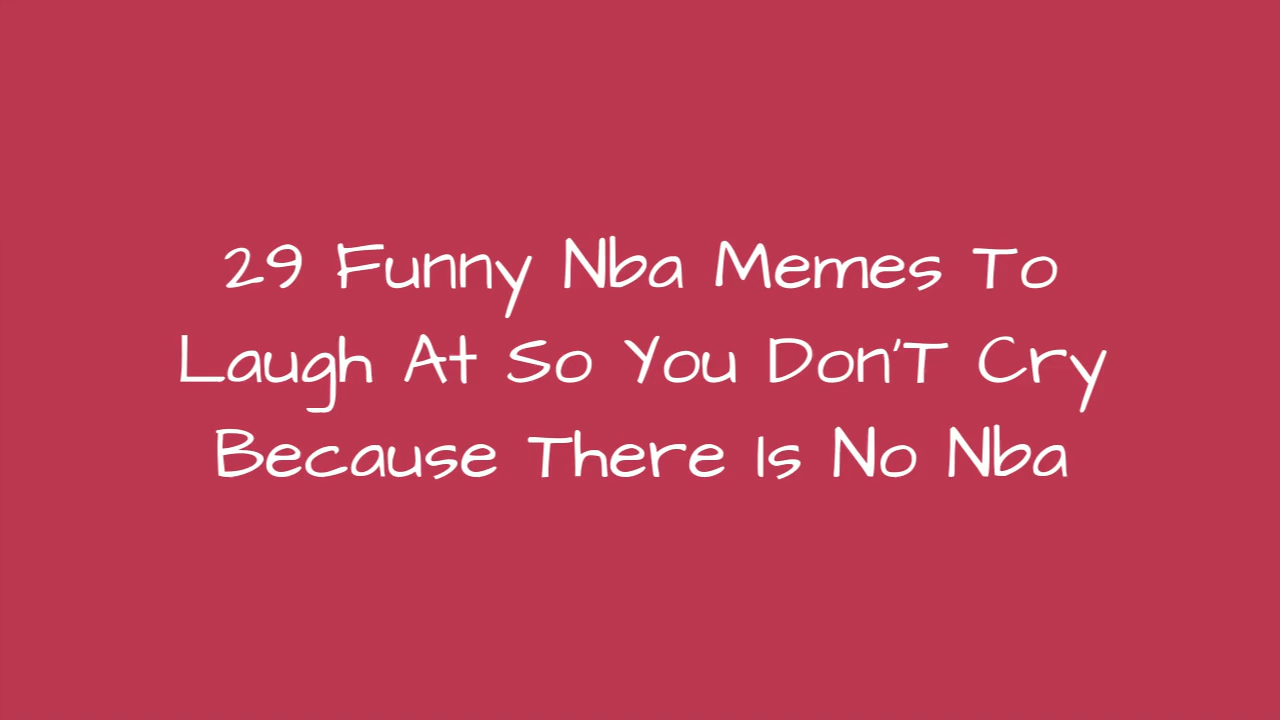 29 Funny Nba Memes To
Laugh At So You Don'T Cry
Because There Is No Nba